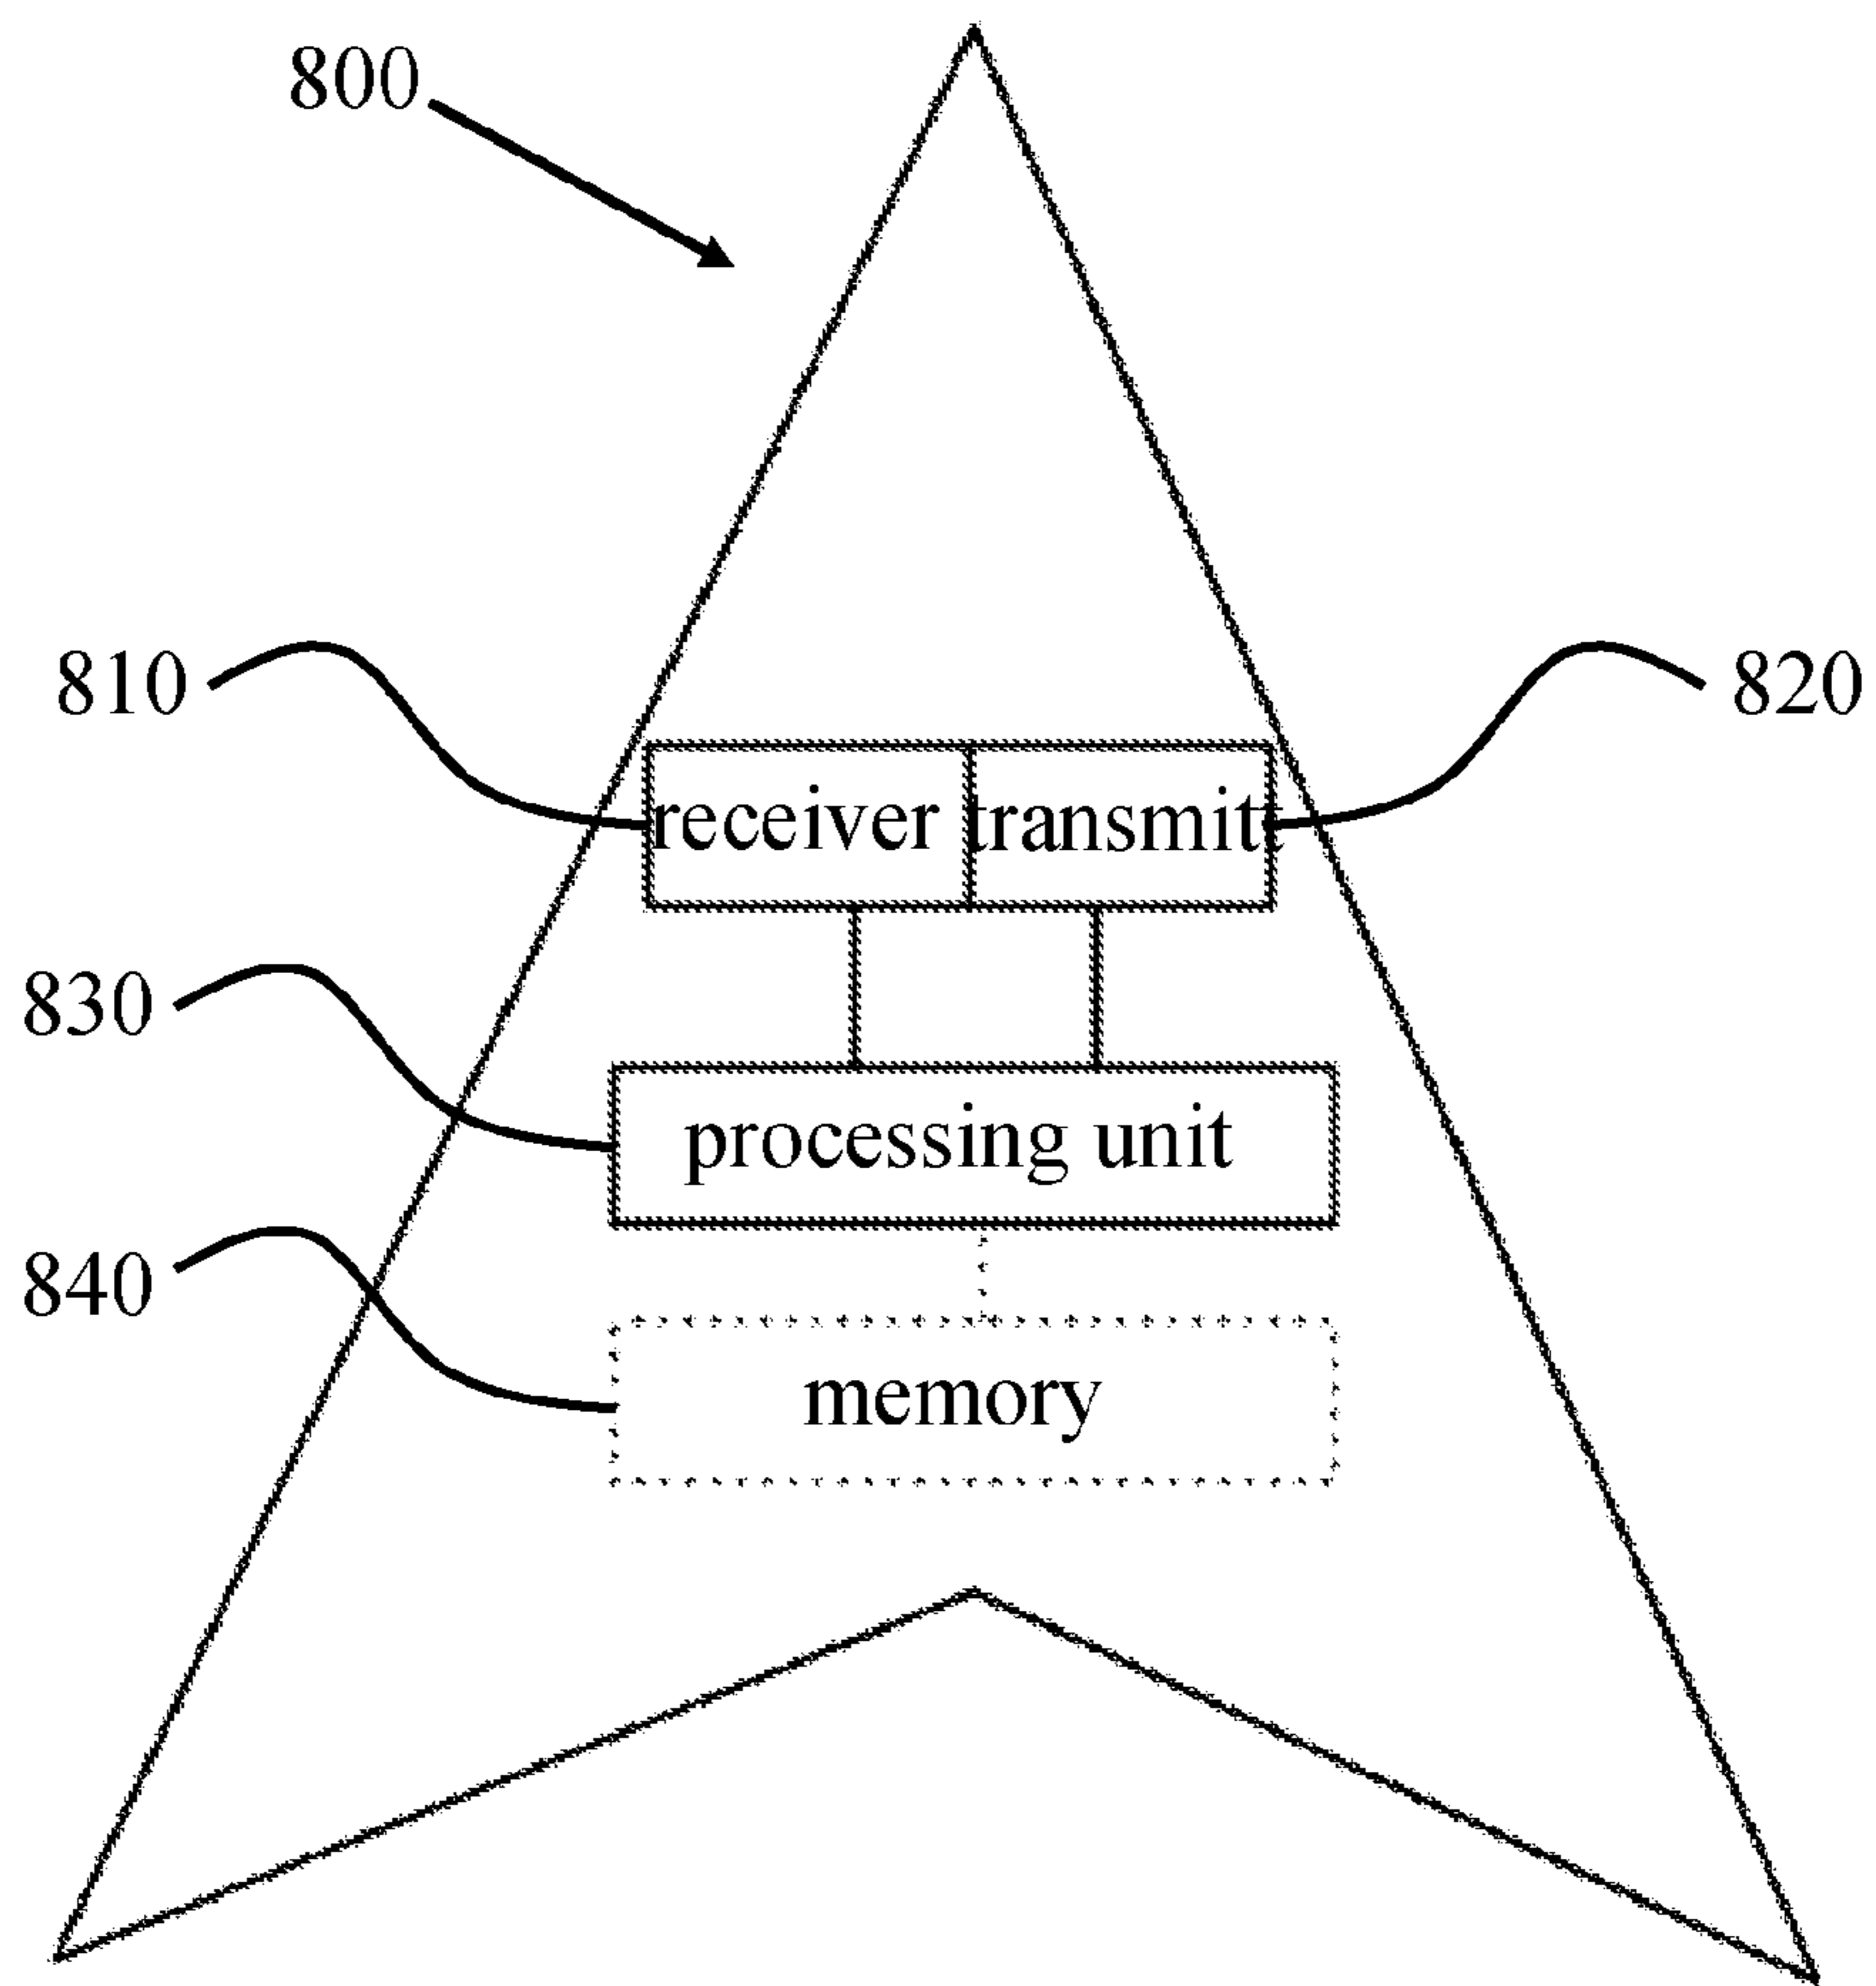 800
810
820
receiver transmitt
830
processing unit
840
memory